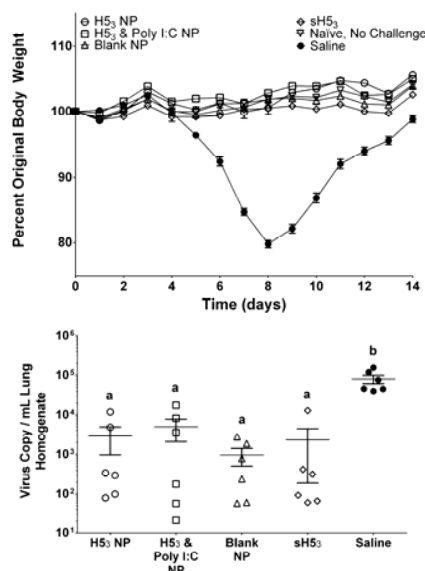 H5₃ NP
H5₃ & Poly I:C NP
Blank NP
sH5₃
Naïve, No Challenge
Saline
Percent Original Body Weight
110
100
90
80
0 2 4 6 8 10 12 14
Time (days)
Virus Copy / mL Lung
Homogenate
10⁶
10⁵
10⁴
10³
10²
10¹
a a a a b
H5₃ NP
H5₃ &
Poly I:C
NP
Blank
NP
sH5₃
Saline